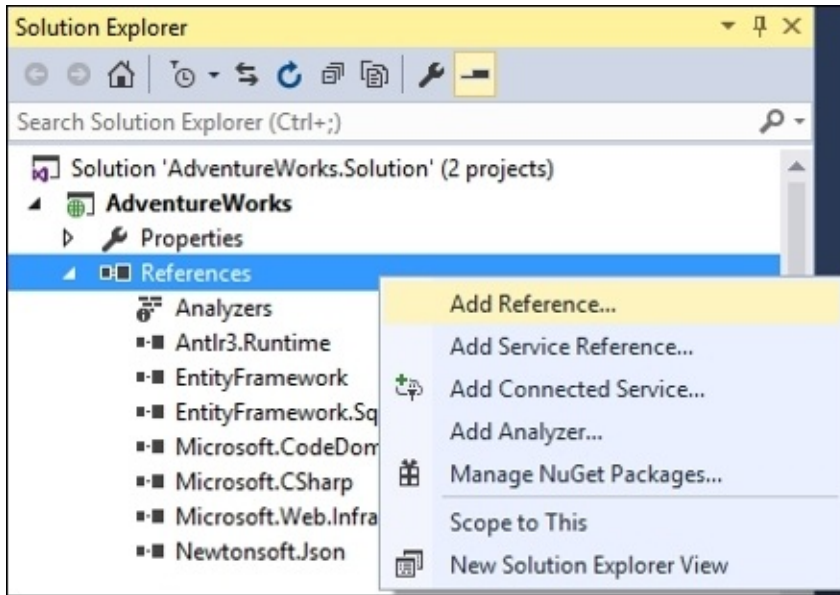 Solution Explorer
Search Solution Explorer (Ctrl+;)
Solution 'AdventureWorks.Solution' (2 projects)
AdventureWorks
Properties
References
Analyzers
Antlr3.Runtime
EntityFramework
EntityFramework.Sq
Microsoft.CodeDom
Microsoft.CSharp
Microsoft.Web.Infra
Newtonsoft.Json
Add Reference...
Add Service Reference...
Add Connected Service...
Add Analyzer...
Manage NuGet Packages...
Scope to This
New Solution Explorer View